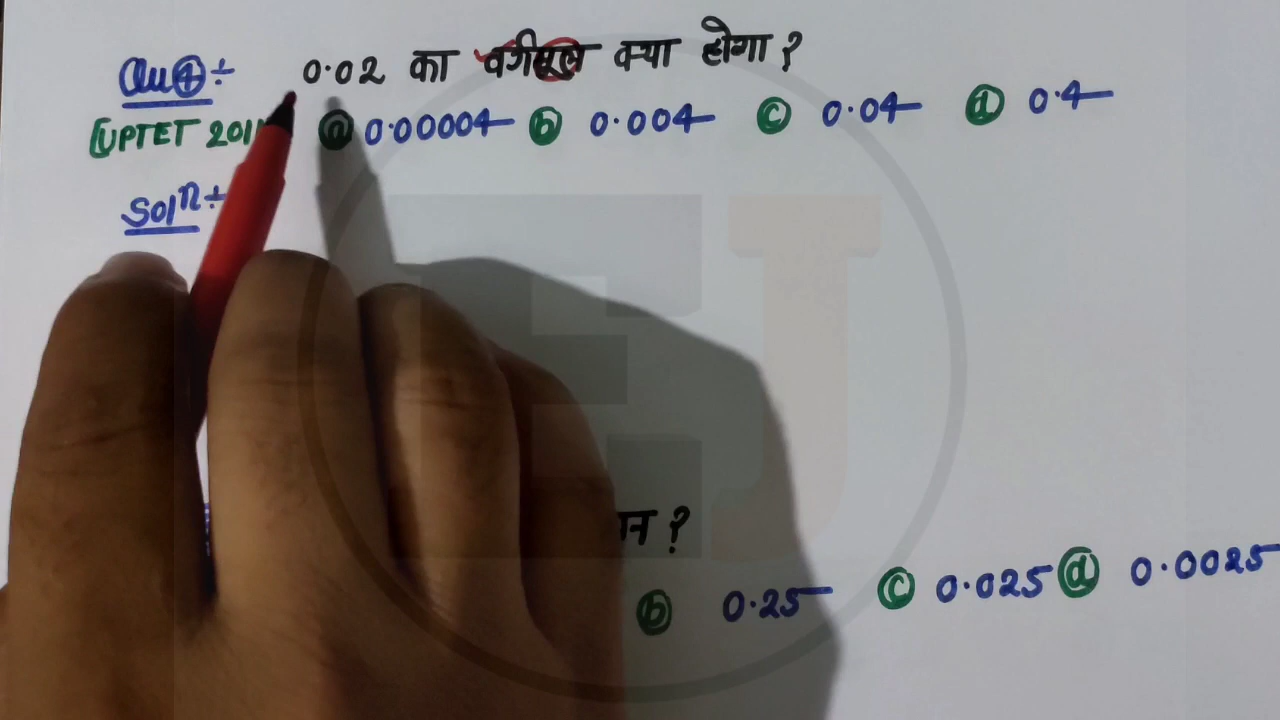 Qu④÷ 0.02 का वर्ग क्या होगा ?
[UPTET 201 ⓐ 0.00004 ⓑ 0.004 ⓒ 0.04 ⓓ 0.4
Solⁿ÷
?
ⓑ 0.25 ⓒ 0.025 ⓓ 0.0025
EJ